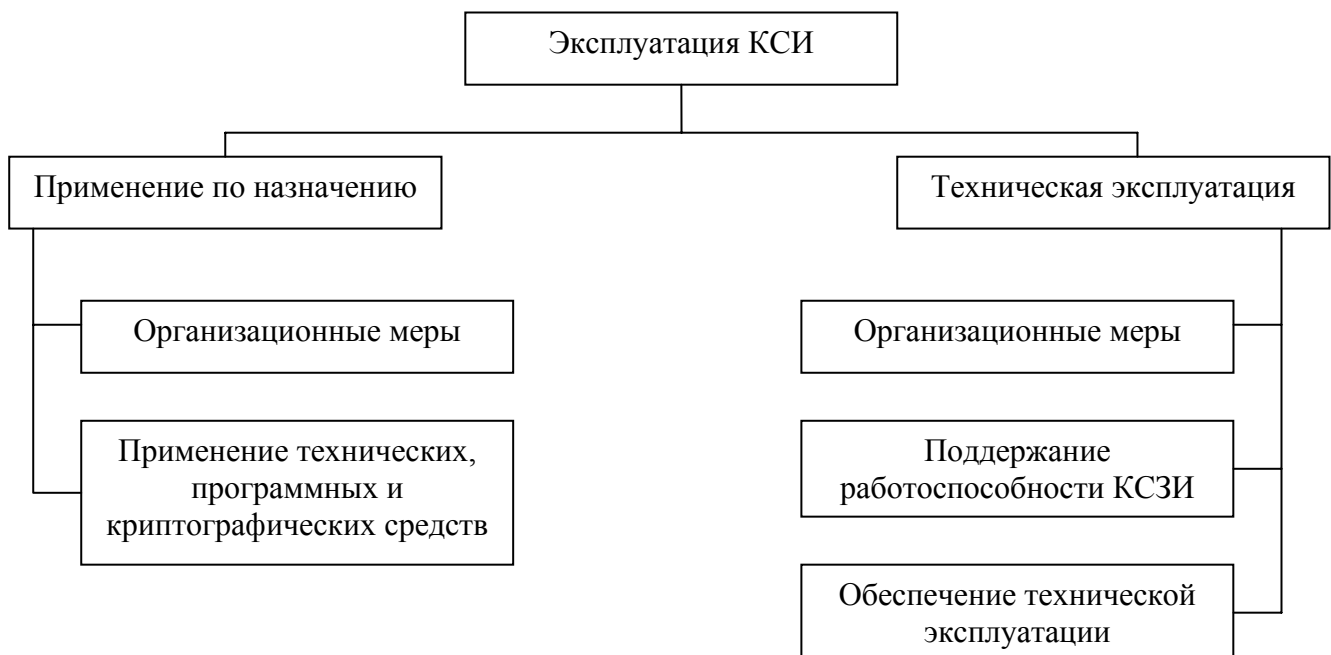 Эксплуатация КСИ
Применение по назначению
Техническая эксплуатация
Организационные меры
Применение технических,
программных и
криптографических средств
Организационные меры
Поддержание
работоспособности КСЗИ
Обеспечение технической
эксплуатации